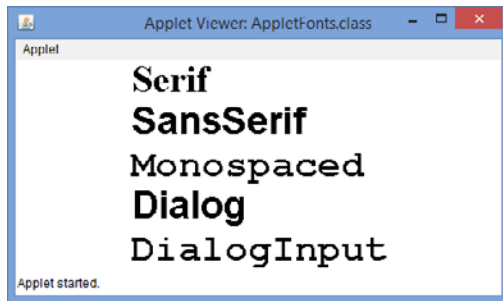 Applet Viewer: AppletFonts.class
Applet
Serif
SansSerif
Monospaced
Dialog
DialogInput
Applet started.